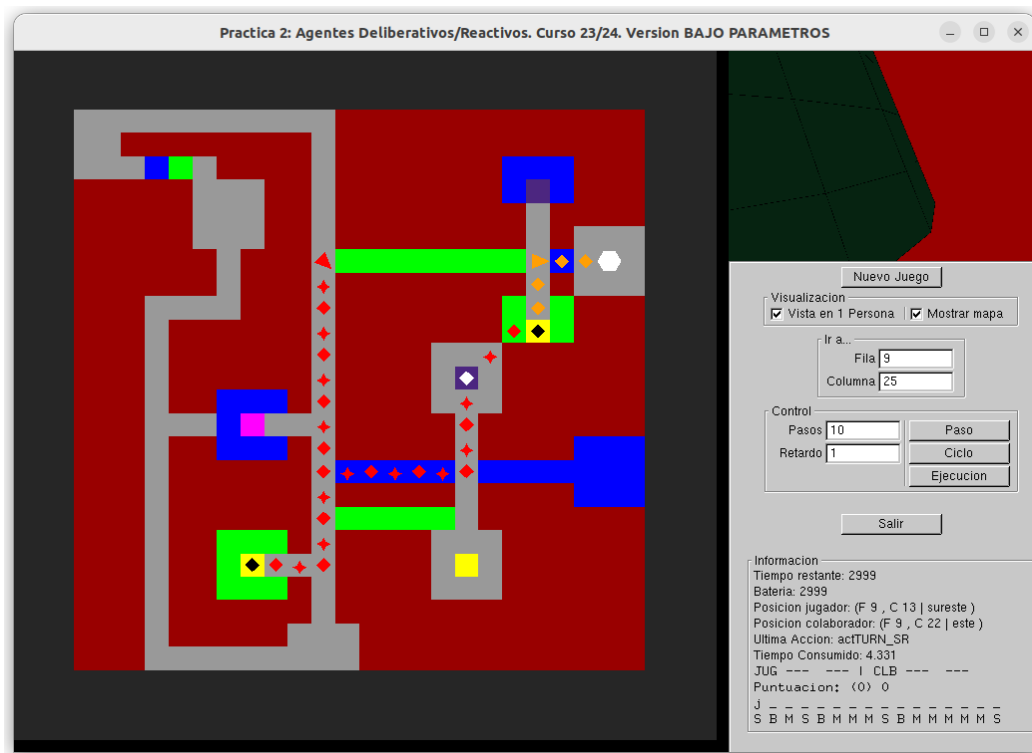 Practica 2: Agentes Deliberativos/Reactivos. Curso 23/24. Version BAJO PARAMETROS
Nuevo Juego
Visualizacion
Vista en 1 Persona
Mostrar mapa
Ir a...
Fila 9
Columna 25
Control
Pasos 10
Paso
Retardo 1
Ciclo
Ejecucion
Salir
Informacion
Tiempo restante: 2999
Bateria: 2999
Posicion jugador: (F 9 , C 13 | sureste )
Posicion colaborador: (F 9 , C 22 | este )
Ultima Accion: actTURN_SR
Tiempo Consumido: 4.331
JUG --- --- | CLB --- ---
Puntuacion: (0) 0
j _ _ _ _ _ _ _ _ _ _ _ _ _ _ _
S B M S B M M M S B M M M M M S